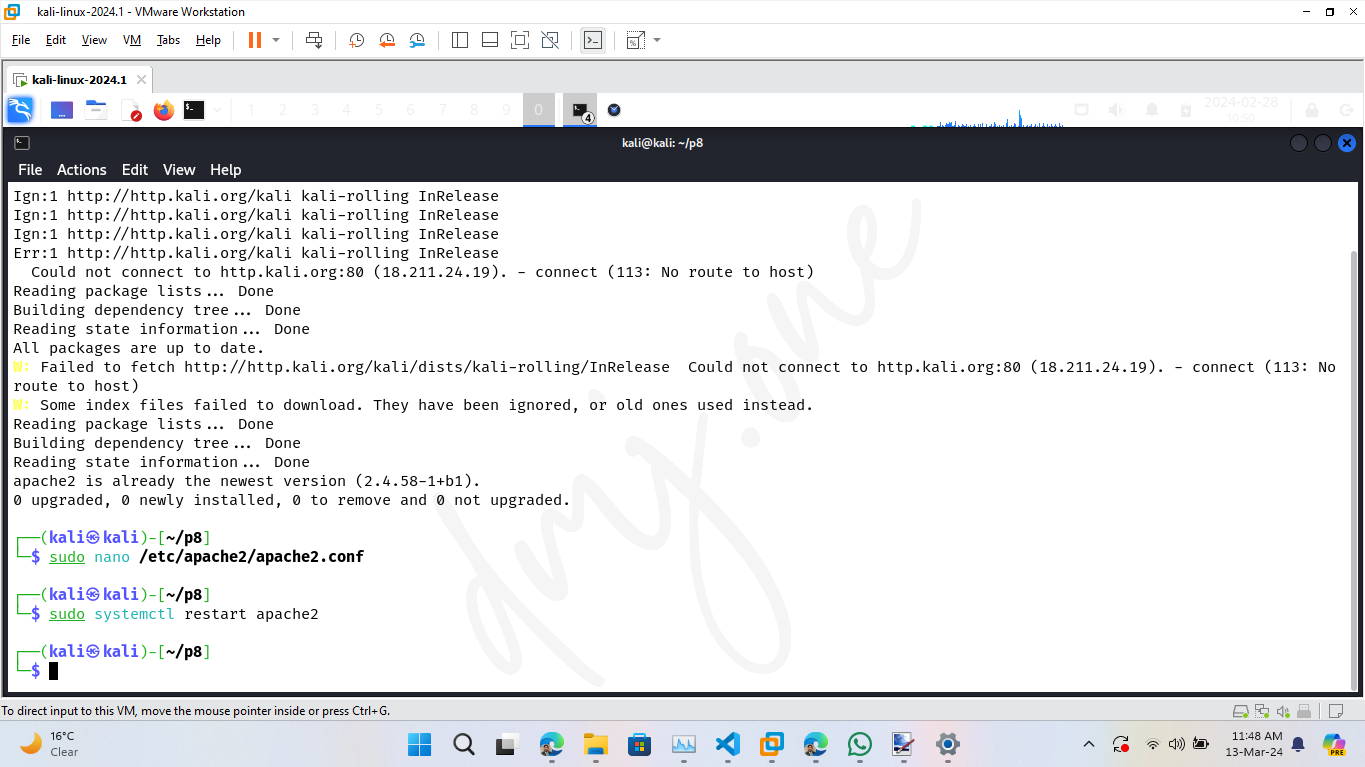 kali-linux-2024.1 - VMware Workstation
File Edit View VM Tabs Help
kali-linux-2024.1
1 2 3 4 5 6 7 8 9 0 4 2024-02-28
10:50
kali@kali: ~/p8
File Actions Edit View Help
Ign:1 http://http.kali.org/kali kali-rolling InRelease
Ign:1 http://http.kali.org/kali kali-rolling InRelease
Ign:1 http://http.kali.org/kali kali-rolling InRelease
Err:1 http://http.kali.org/kali kali-rolling InRelease
  Could not connect to http.kali.org:80 (18.211.24.19). - connect (113: No route to host)
Reading package lists... Done
Building dependency tree... Done
Reading state information... Done
All packages are up to date.
W: Failed to fetch http://http.kali.org/kali/dists/kali-rolling/InRelease  Could not connect to http.kali.org:80 (18.211.24.19). - connect (113: No
route to host)
W: Some index files failed to download. They have been ignored, or old ones used instead.
Reading package lists... Done
Building dependency tree... Done
Reading state information... Done
apache2 is already the newest version (2.4.58-1+b1).
0 upgraded, 0 newly installed, 0 to remove and 0 not upgraded.
┌──(kali㉿kali)-[~/p8]
└─$ sudo nano /etc/apache2/apache2.conf
┌──(kali㉿kali)-[~/p8]
└─$ sudo systemctl restart apache2
┌──(kali㉿kali)-[~/p8]
└─$
dmj.one
To direct input to this VM, move the mouse pointer inside or press Ctrl+G.
16°C
Clear
11:48 AM
13-Mar-24
PRE